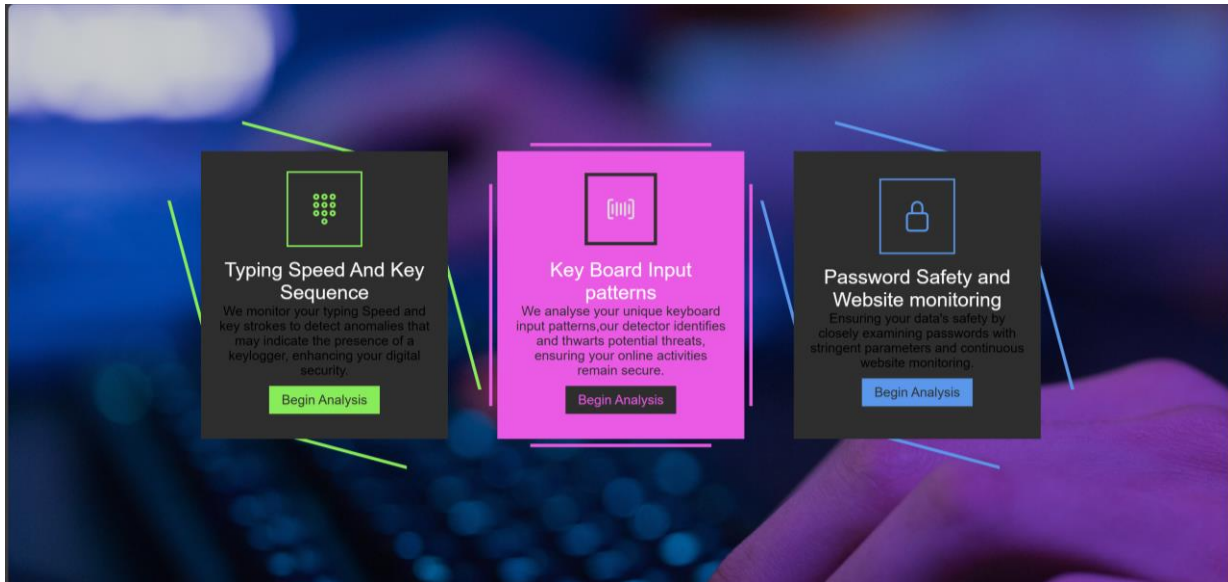 Typing Speed And Key
Sequence
We monitor your typing Speed and
key strokes to detect anomalies that
may indicate the presence of a
keylogger, enhancing your digital
security.
Begin Analysis
Key Board Input
patterns
We analyse your unique keyboard
input patterns,our detector identifies
and thwarts potential threats,
ensuring your online activities
remain secure.
Begin Analysis
Password Safety and
Website monitoring
Ensuring your data's safety by
closely examining passwords with
stringent parameters and continuous
website monitoring.
Begin Analysis